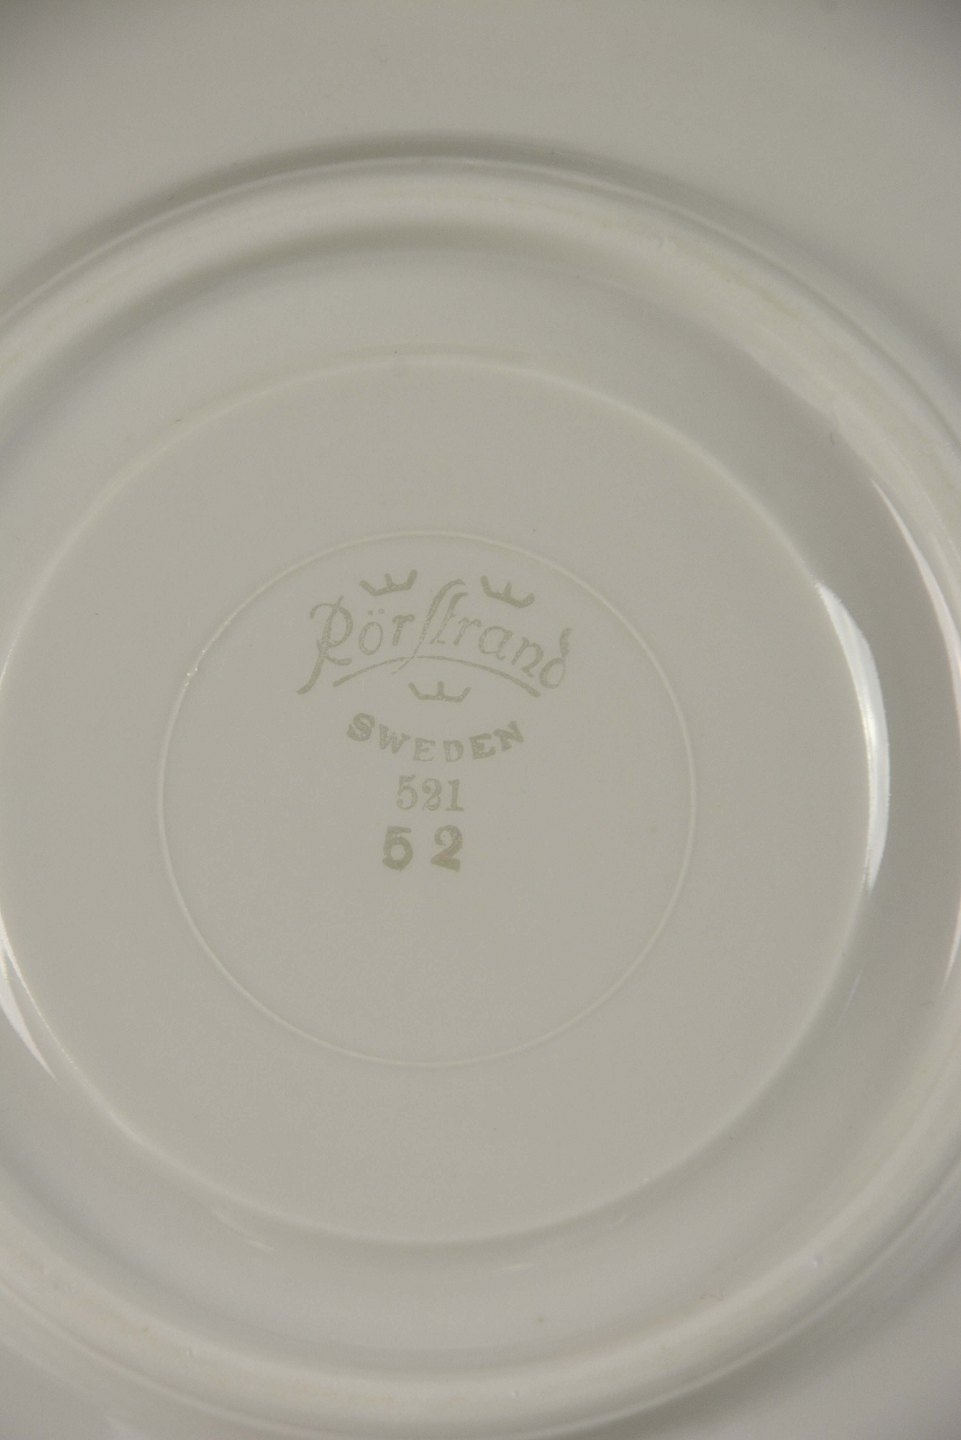 Rörstrand
SWEDEN
521
52